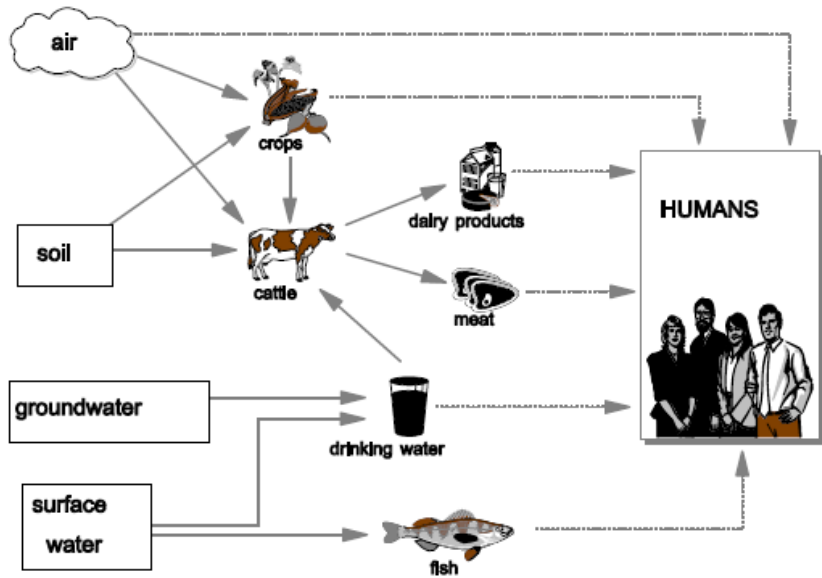 air
crops
dairy products
HUMANS
soil
cattle
meat
groundwater
drinking water
surface
water
fish